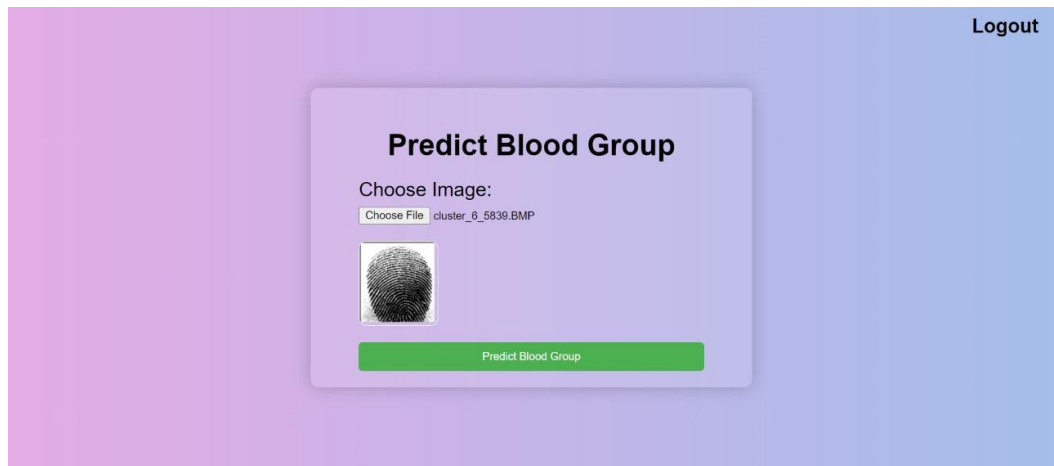 Logout
Predict Blood Group
Choose Image:
Choose File cluster_6_5839.BMP
Predict Blood Group